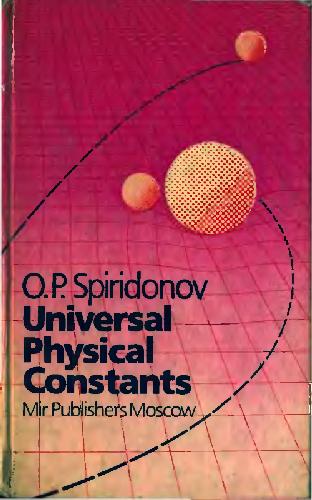 O.P. Spiridonov
Universal
Physical
Constants
Mir Publishers Moscow